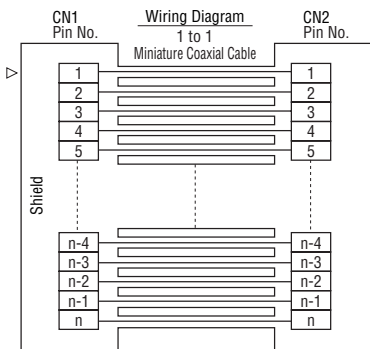 CN1 Wiring Diagram CN2
Pin No. 1 to 1 Pin No.
Miniature Coaxial Cable
1 1
2 2
3 3
4 4
5 5
Shield
n-4 n-4
n-3 n-3
n-2 n-2
n-1 n-1
n n